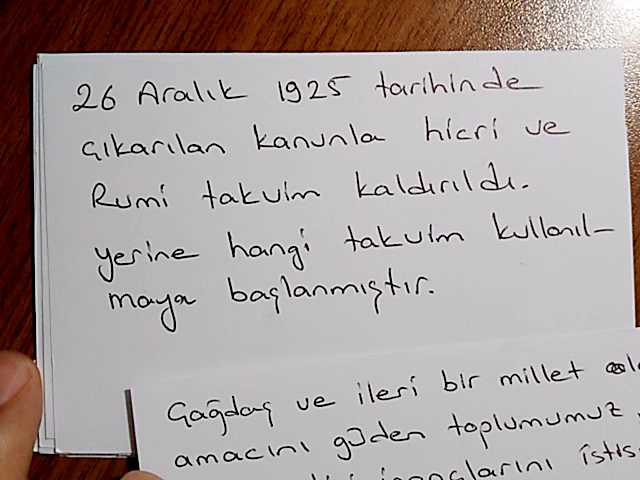 26 Aralık 1925 tarihinde
çıkarılan kanunla hicri ve
Rumi takvim kaldırıldı.
yerine hangi takvim kullanıl-
maya başlanmıştır.
Çağdaş ve ileri bir millet
amacını güden toplumumuz